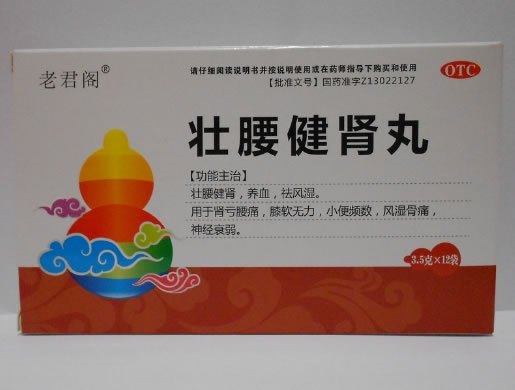 老君阁®
请仔细阅读说明书并按说明使用或在药师指导下购买和使用
【批准文号】国药准字Z13022127
OTC
壮腰健肾丸
【功能主治】
壮腰健肾，养血，祛风湿。
用于肾亏腰痛，膝软无力，小便频数，风湿骨痛，
神经衰弱。
3.5克×12袋